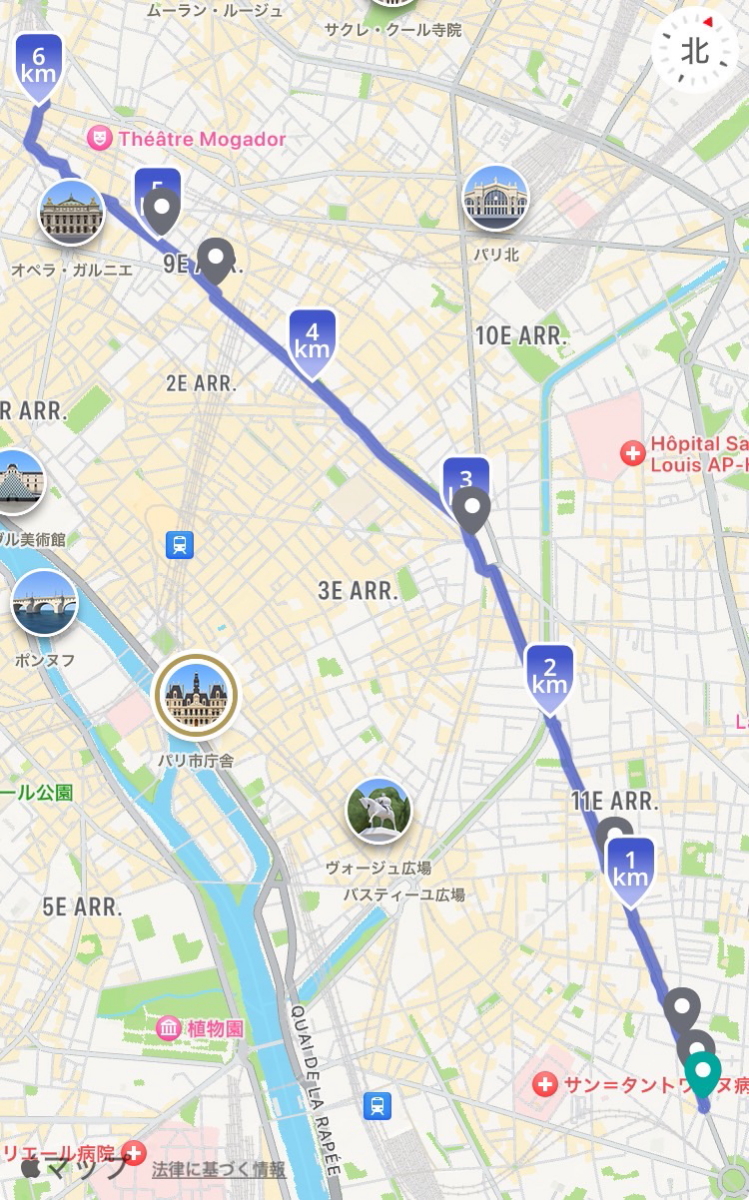 ムーラン・ルージュ
サクレ・クール寺院
北
6
km
Théâtre Mogador
パリ北
オペラ・ガルニエ
9E
4
km
10E ARR.
2E ARR.
R ARR.
Hôpital Sa
Louis AP-H
3
ル美術館
3E ARR.
ポンヌフ
2
km
パリ市庁舎
ール公園
11E ARR.
1
km
ヴォージュ広場
バスティーユ広場
5E ARR.
植物園
QUAI DE LA RAPÉE
サン＝タントワ
リエール病院
マップ
法律に基づく情報